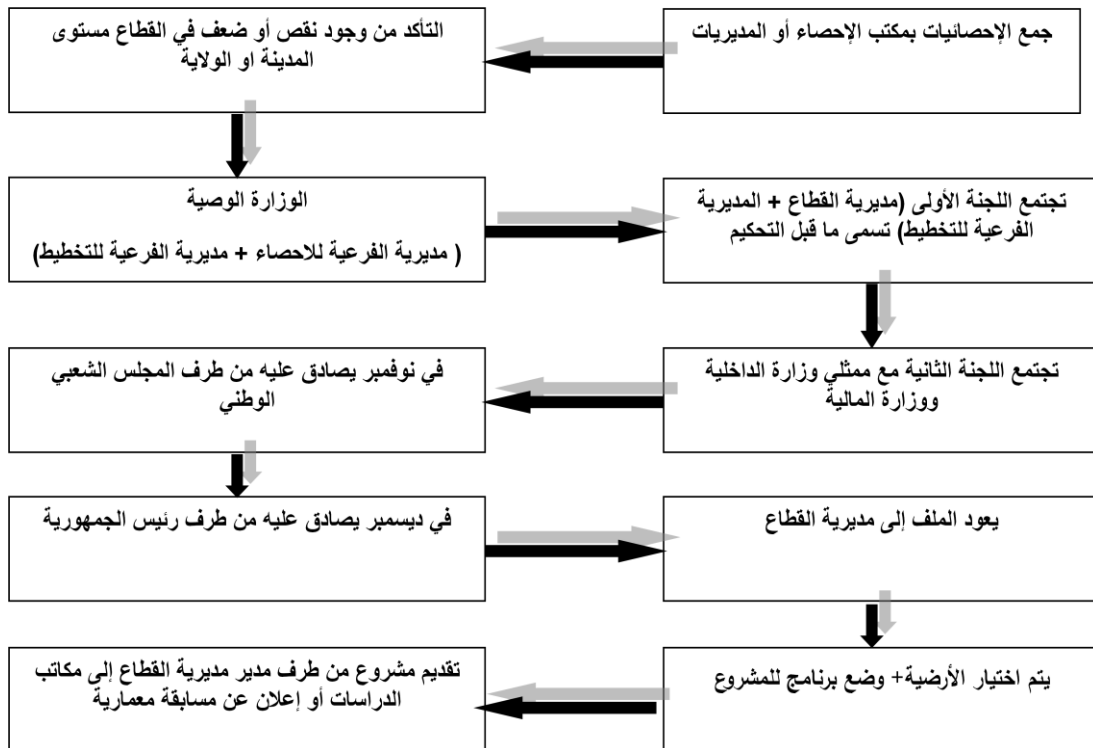 جمع الإحصائيات بمكتب الإحصاء أو المديريات
التأكد من وجود نقص أو ضعف في القطاع مستوى
المدينة او الولاية
الوزارة الوصية
( مديرية الفرعية للاحصاء + مديرية الفرعية للتخطيط)
تجتمع اللجنة الأولى (مديرية القطاع + المديرية
الفرعية للتخطيط) تسمى ما قبل التحكيم
تجتمع اللجنة الثانية مع ممثلي وزارة الداخلية
ووزارة المالية
في نوفمبر يصادق عليه من طرف المجلس الشعبي
الوطني
في ديسمبر يصادق عليه من طرف رئيس الجمهورية
يعود الملف إلى مديرية القطاع
يتم اختيار الأرضية+ وضع برنامج للمشروع
تقديم مشروع من طرف مدير مديرية القطاع إلى مكاتب
الدراسات أو إعلان عن مسابقة معمارية